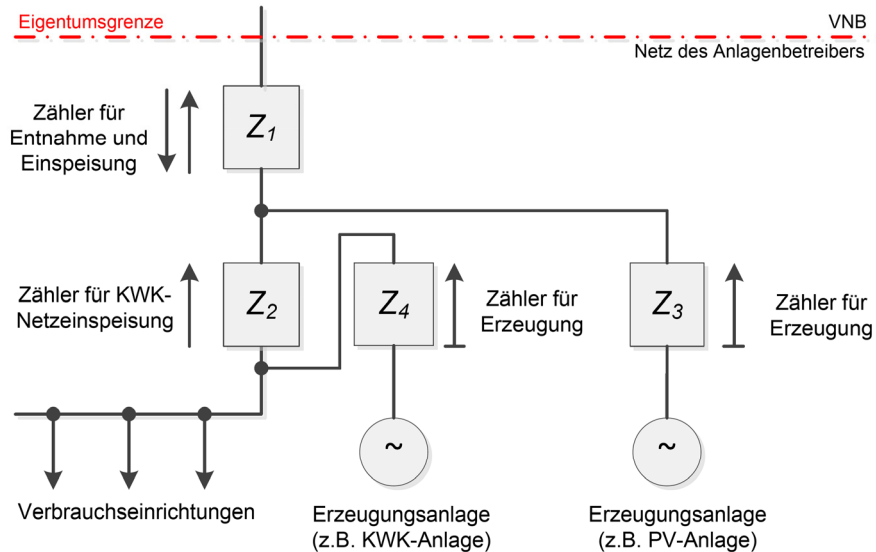 Eigentumsgrenze
VNB
Netz des Anlagenbetreibers
Zähler für
Entnahme und
Einspeisung
Z1
Zähler für KWK-
Netzeinspeisung
Z2
Z4
Zähler für
Erzeugung
Z3
Zähler für
Erzeugung
~
~
Verbrauchseinrichtungen
Erzeugungsanlage
(z.B. KWK-Anlage)
Erzeugungsanlage
(z.B. PV-Anlage)